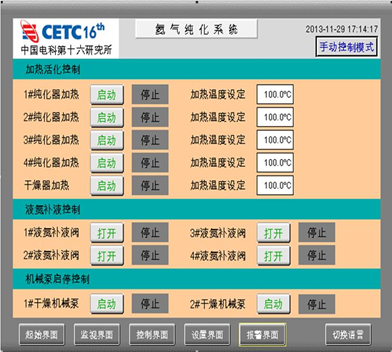 CETC16th 氦气纯化系统 2013-11-29 17:14:17
中国电科第十六研究所 手动控制模式
加热活化控制
1#纯化器加热 启动 停止 加热温度设定 100.0℃
2#纯化器加热 启动 停止 加热温度设定 100.0℃
3#纯化器加热 启动 停止 加热温度设定 100.0℃
4#纯化器加热 启动 停止 加热温度设定 100.0℃
干燥器加热 启动 停止 加热温度设定 100.0℃
液氮补液控制
1#液氮补液阀 打开 停止 3#液氮补液阀 打开 停止
2#液氮补液阀 打开 停止 4#液氮补液阀 打开 停止
机械泵启停控制
1#干燥机械泵 启动 停止 2#干燥机械泵 启动 停止
起始界面 监视界面 控制界面 设置界面 报警界面 切换语言